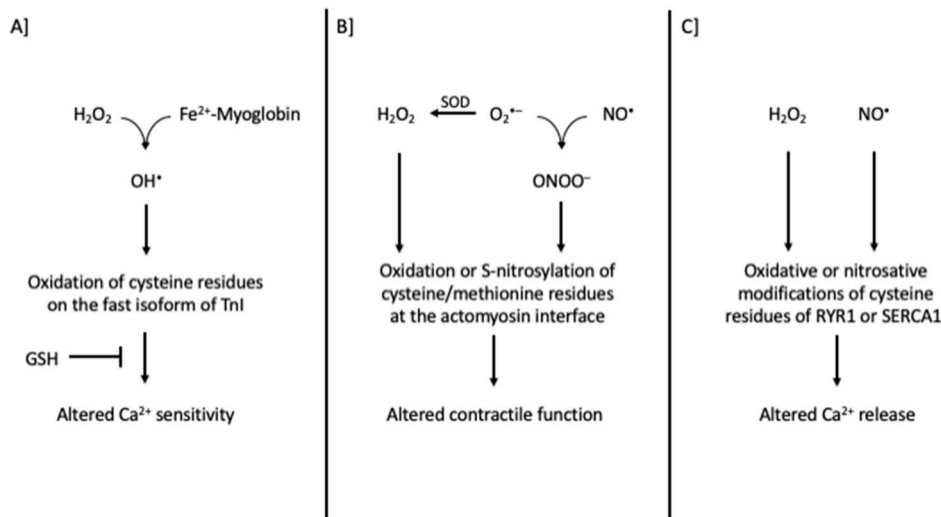 A]
H₂O₂ Fe²⁺-Myoglobin
OH•
Oxidation of cysteine residues
on the fast isoform of TnI
GSH
Altered Ca²⁺ sensitivity
B]
H₂O₂ SOD O₂•⁻ NO•
ONOO⁻
Oxidation or S-nitrosylation of
cysteine/methionine residues
at the actomyosin interface
Altered contractile function
C]
H₂O₂ NO•
Oxidative or nitrosative
modifications of cysteine
residues of RYR1 or SERCA1
Altered Ca²⁺ release